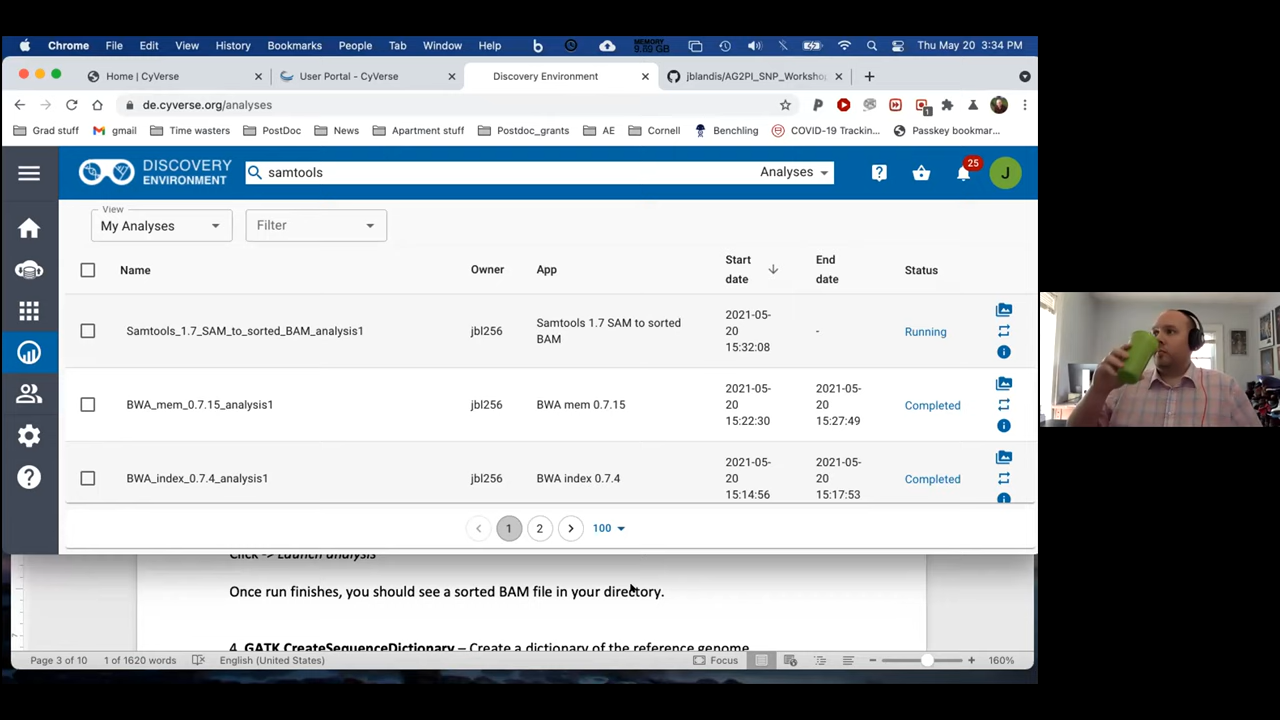 Chrome File Edit View History Bookmarks People Tab Window Help MEMORY 9.69 GB Thu May 20 3:34 PM
Home | CyVerse User Portal - CyVerse Discovery Environment jblandis/AG2PI_SNP_Worksho
de.cyverse.org/analyses
Grad stuff gmail Time wasters PostDoc News Apartment stuff Postdoc_grants AE Cornell Benchling COVID-19 Trackin... Passkey bookmar...
DISCOVERY ENVIRONMENT samtools Analyses 25 J
View
My Analyses Filter
Name Owner App Start date End date Status
Samtools_1.7_SAM_to_sorted_BAM_analysis1 jbl256 Samtools 1.7 SAM to sorted BAM 2021-05-20 15:32:08 - Running
BWA_mem_0.7.15_analysis1 jbl256 BWA mem 0.7.15 2021-05-20 15:22:30 2021-05-20 15:27:49 Completed
BWA_index_0.7.4_analysis1 jbl256 BWA index 0.7.4 2021-05-20 15:14:56 2021-05-20 15:17:53 Completed
1 2 100
Click -> Launch analysis
Once run finishes, you should see a sorted BAM file in your directory.
4. GATK CreateSequenceDictionary – Create a dictionary of the reference genome
Page 3 of 10 1 of 1620 words English (United States) Focus 160%